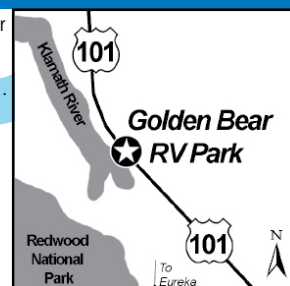 r
101
Klamath River
.
Golden Bear
RV Park
101
N
Redwood
National
Park
To
Eureka